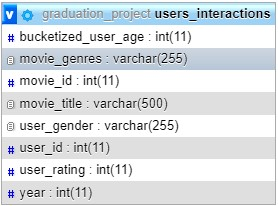 v graduation_project users_interactions
# bucketized_user_age : int(11)
movie_genres : varchar(255)
# movie_id : int(11)
movie_title : varchar(500)
user_gender : varchar(255)
# user_id : int(11)
# user_rating : int(11)
# year : int(11)